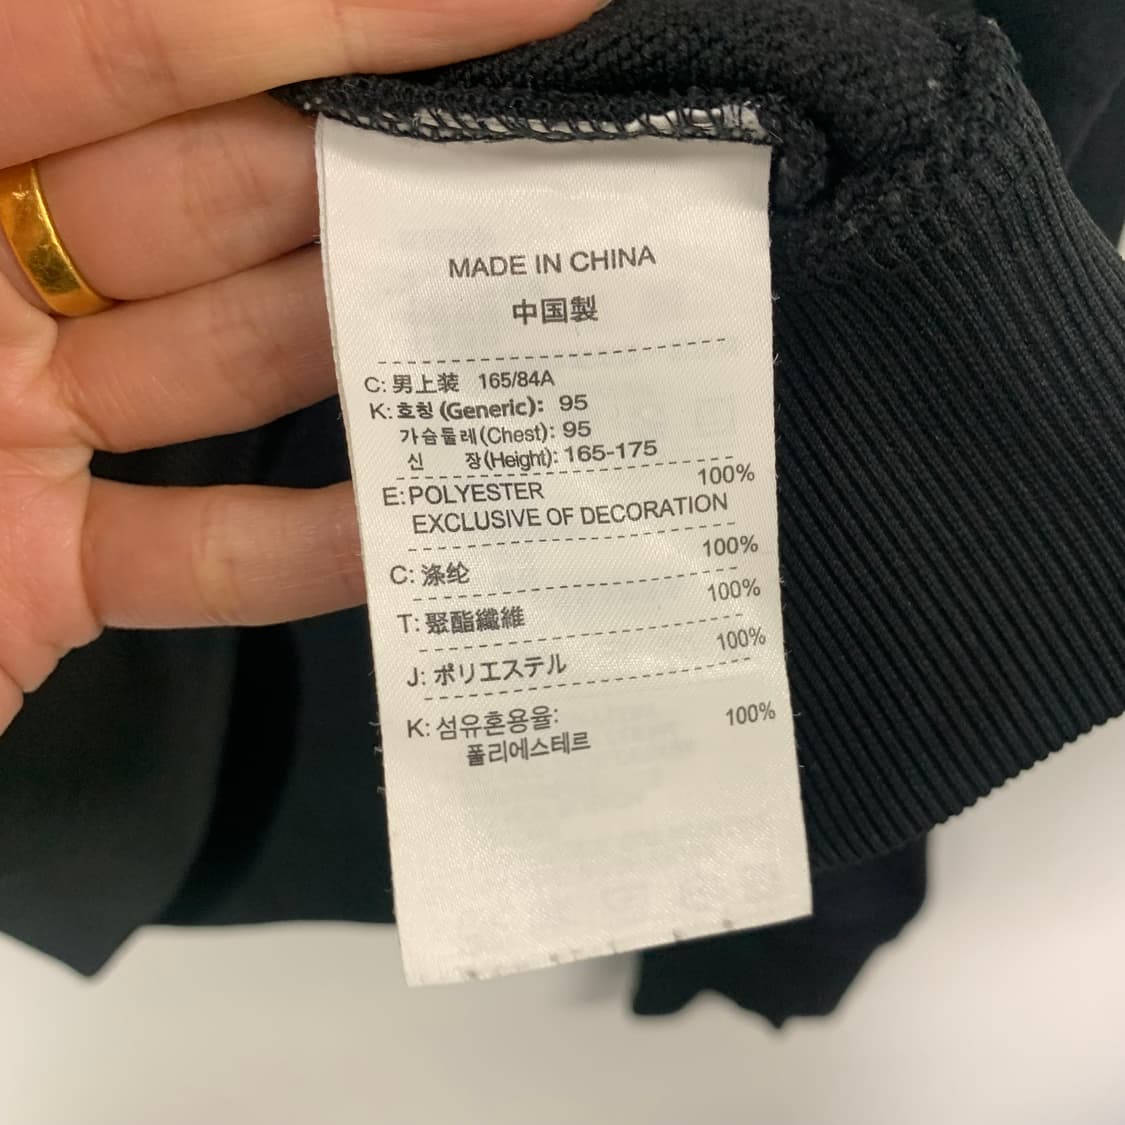 MADE IN CHINA
中国製
C: 男上装 165/84A
K: 호칭 (Generic): 95
가슴둘레(Chest): 95
신 장(Height): 165-175
E: POLYESTER 100%
EXCLUSIVE OF DECORATION
C: 涤纶 100%
T: 聚酯纖維 100%
J: ポリエステル 100%
K: 섬유혼용율:
폴리에스테르 100%